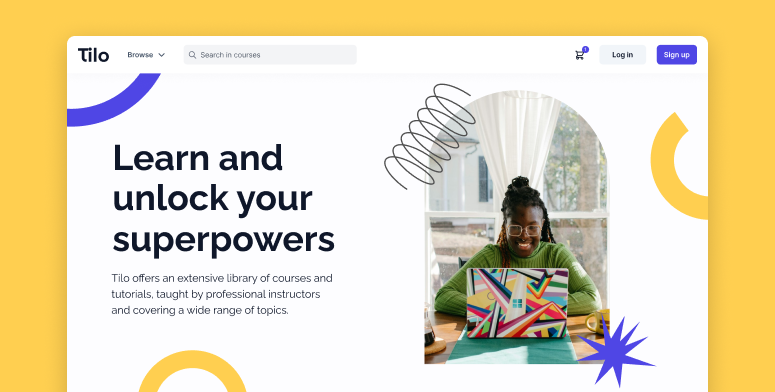 Tilo
Browse
Search in courses
1
Log in
Sign up
Learn and
unlock your
superpowers
Tilo offers an extensive library of courses and
tutorials, taught by professional instructors
and covering a wide range of topics.